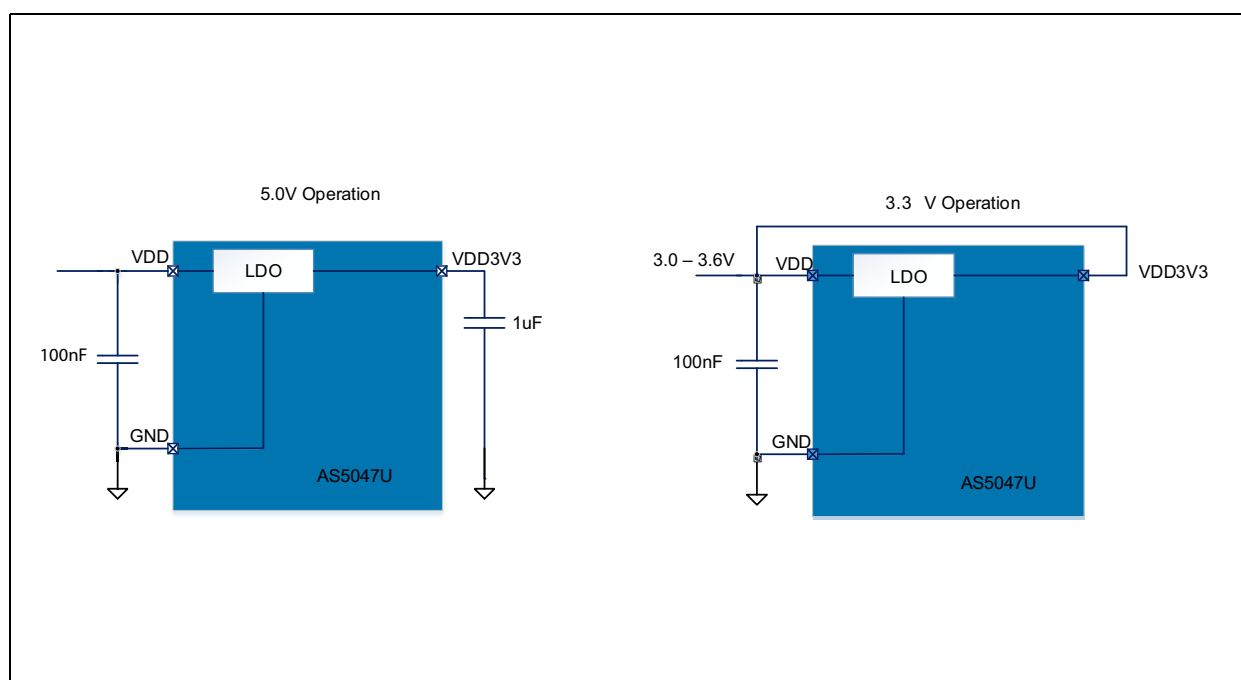 5.0V Operation
VDD
LDO
VDD3V3
100nF
1uF
GND
AS5047U
3.3 V Operation
3.0 – 3.6V
VDD
LDO
VDD3V3
100nF
GND
AS5047U